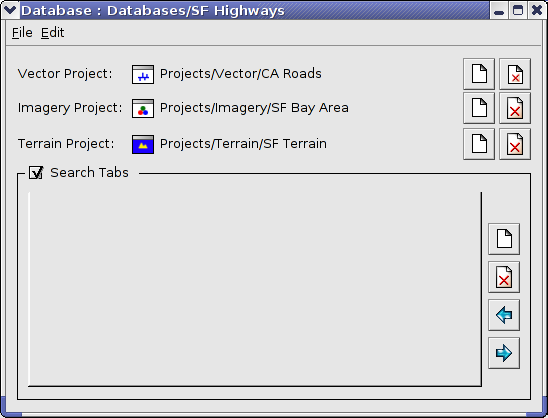 Database : Databases/SF Highways
File Edit
Vector Project: Projects/Vector/CA Roads
Imagery Project: Projects/Imagery/SF Bay Area
Terrain Project: Projects/Terrain/SF Terrain
Search Tabs